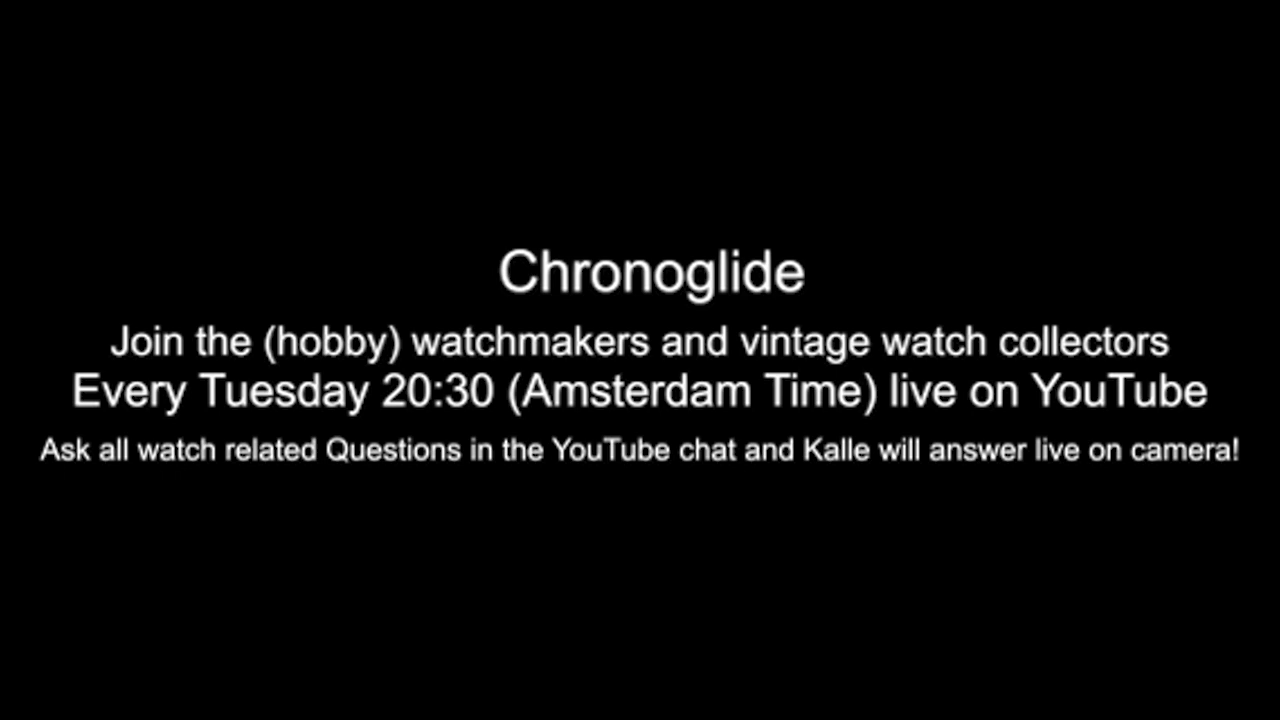 Chronoglide
Join the (hobby) watchmakers and vintage watch collectors
Every Tuesday 20:30 (Amsterdam Time) live on YouTube
Ask all watch related Questions in the YouTube chat and Kalle will answer live on camera!